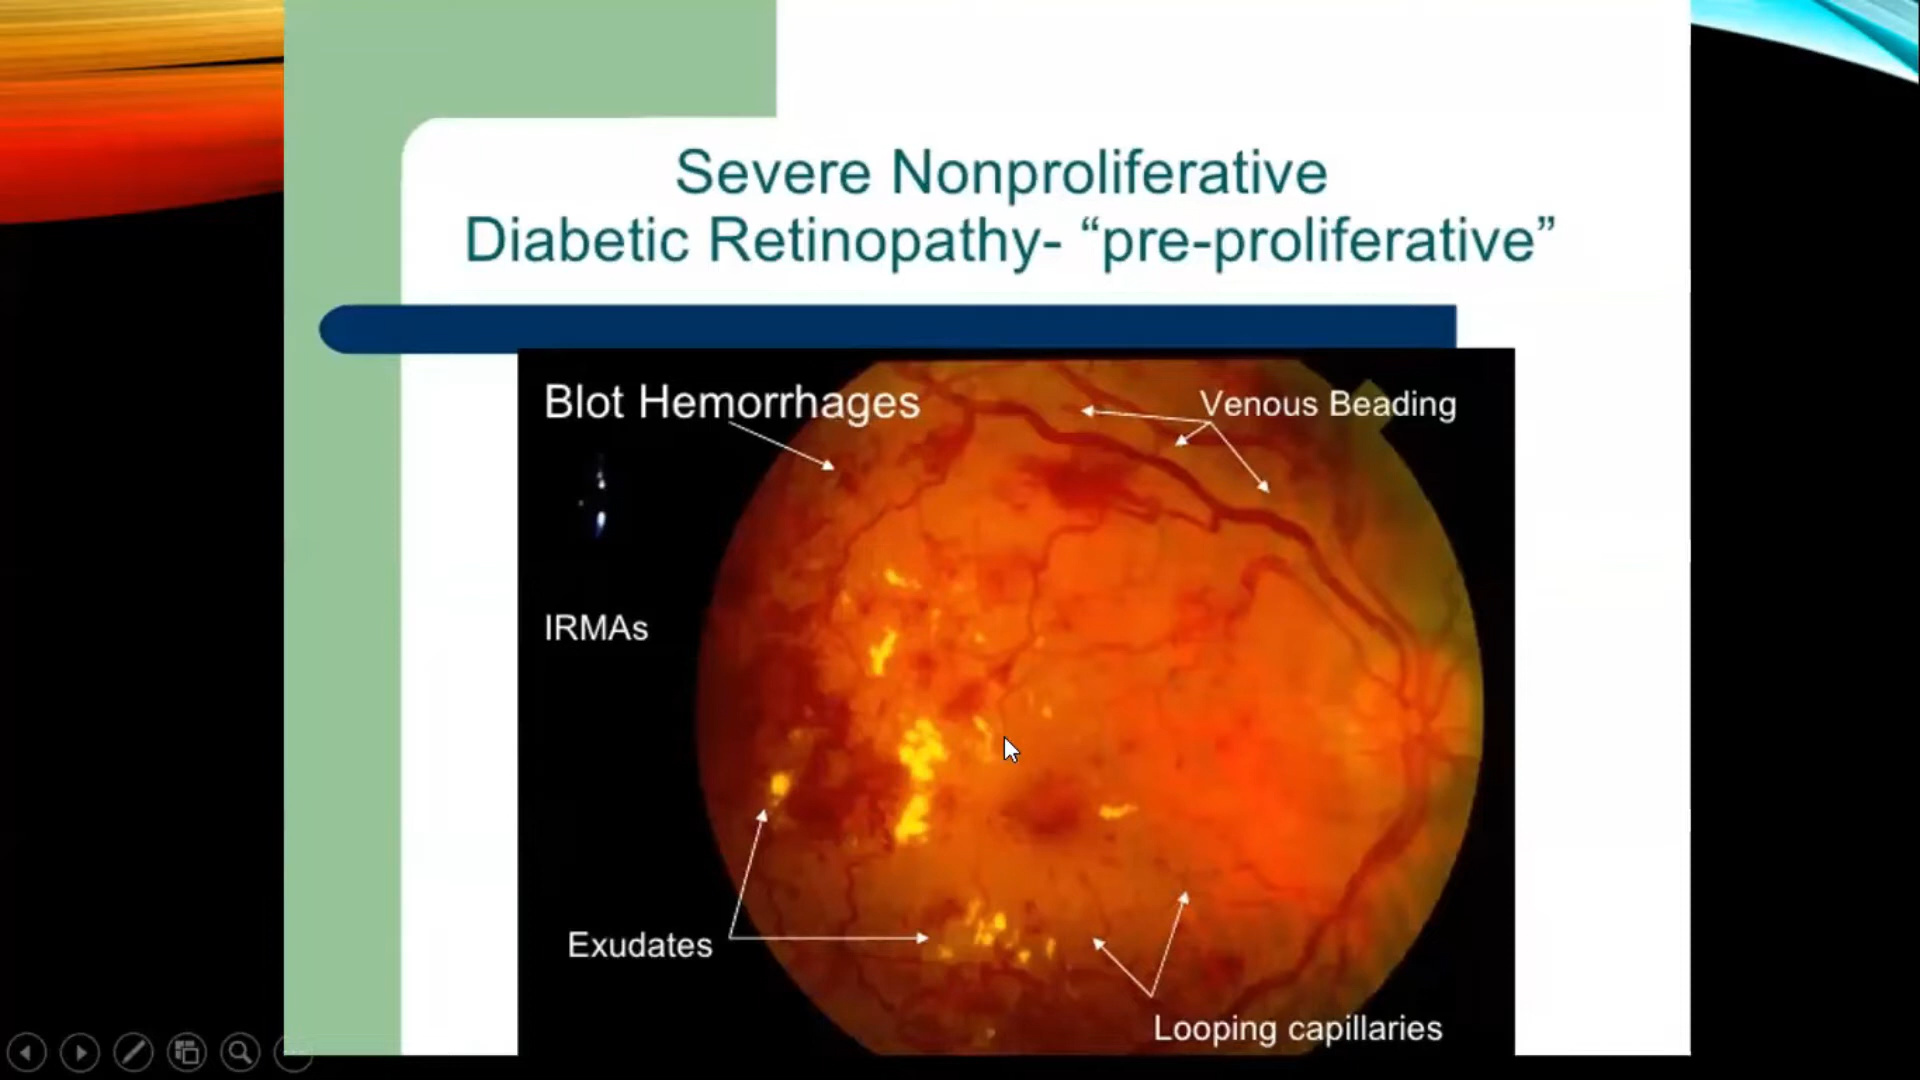 Severe Nonproliferative
Diabetic Retinopathy- “pre-proliferative”
Blot Hemorrhages
Venous Beading
IRMAs
Exudates
Looping capillaries